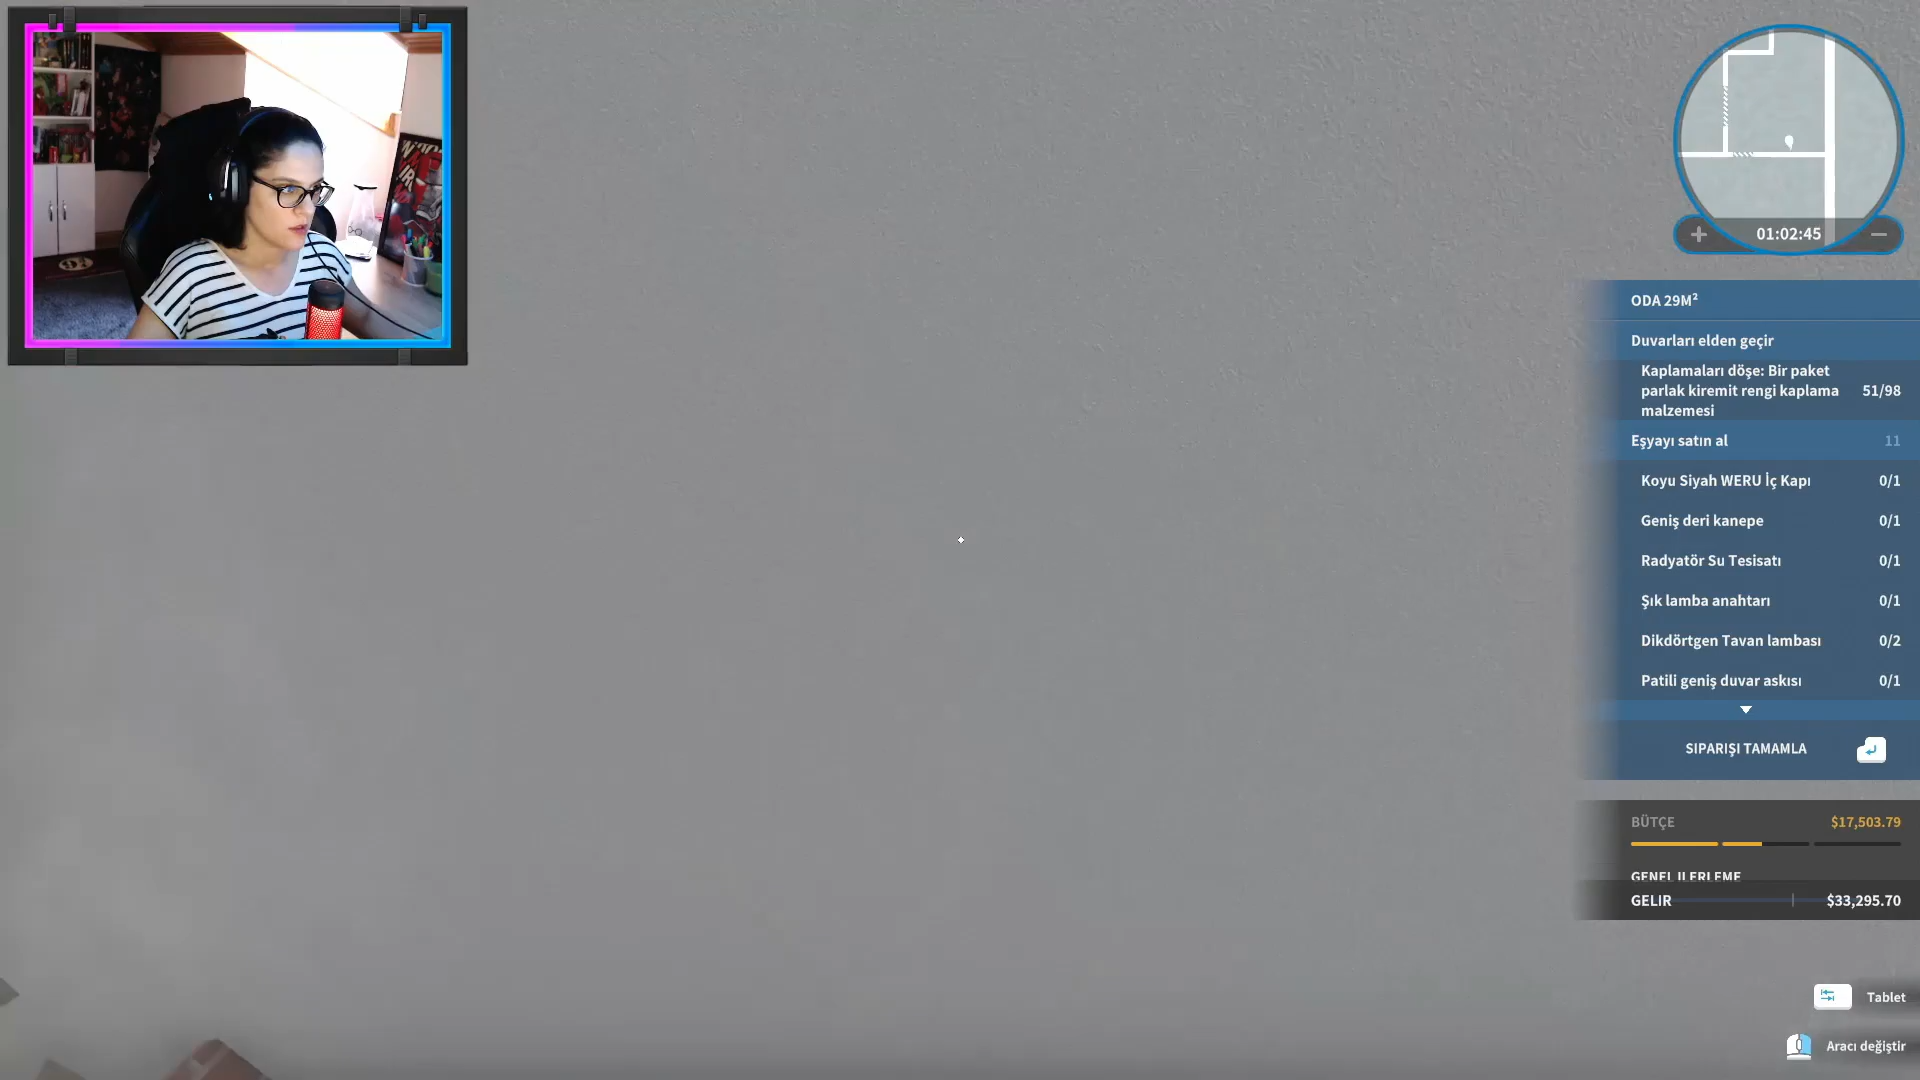 01:02:45
ODA 29M²
Duvarları elden geçir
Kaplamaları döşe: Bir paket
parlak kiremit rengi kaplama 51/98
malzemesi
Eşyayı satın al 11
Koyu Siyah WERU İç Kapı 0/1
Geniş deri kanepe 0/1
Radyatör Su Tesisatı 0/1
Şık lamba anahtarı 0/1
Dikdörtgen Tavan lambası 0/2
Patili geniş duvar askısı 0/1
SIPARIŞI TAMAMLA
BÜTÇE $17,503.79
GENEL ILERLEME
GELIR $33,295.70
Tablet
Aracı değiştir